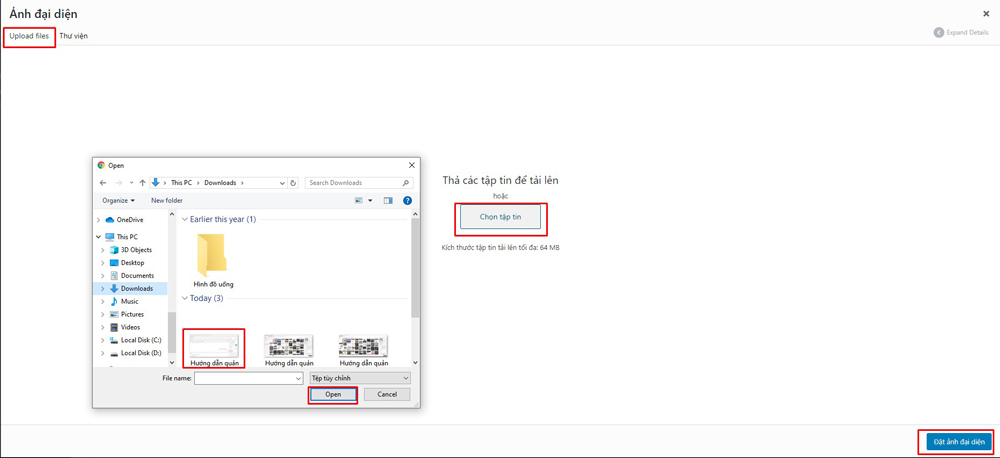 Ảnh đại diện
Upload files Thư viện
Expand Details
Open
This PC > Downloads >
Search Downloads
Organize New folder
OneDrive
This PC
3D Objects
Desktop
Documents
Downloads
Music
Pictures
Videos
Local Disk (C:)
Local Disk (D:)
Earlier this year (1)
Hình đồ uống
Today (3)
Hướng dẫn quản
Hướng dẫn quản
Hướng dẫn quản
File name:
Tệp tùy chỉnh
Open Cancel
Thả các tập tin để tải lên
hoặc
Chọn tập tin
Kích thước tập tin tải lên tối đa: 64 MB
Đặt ảnh đại diện